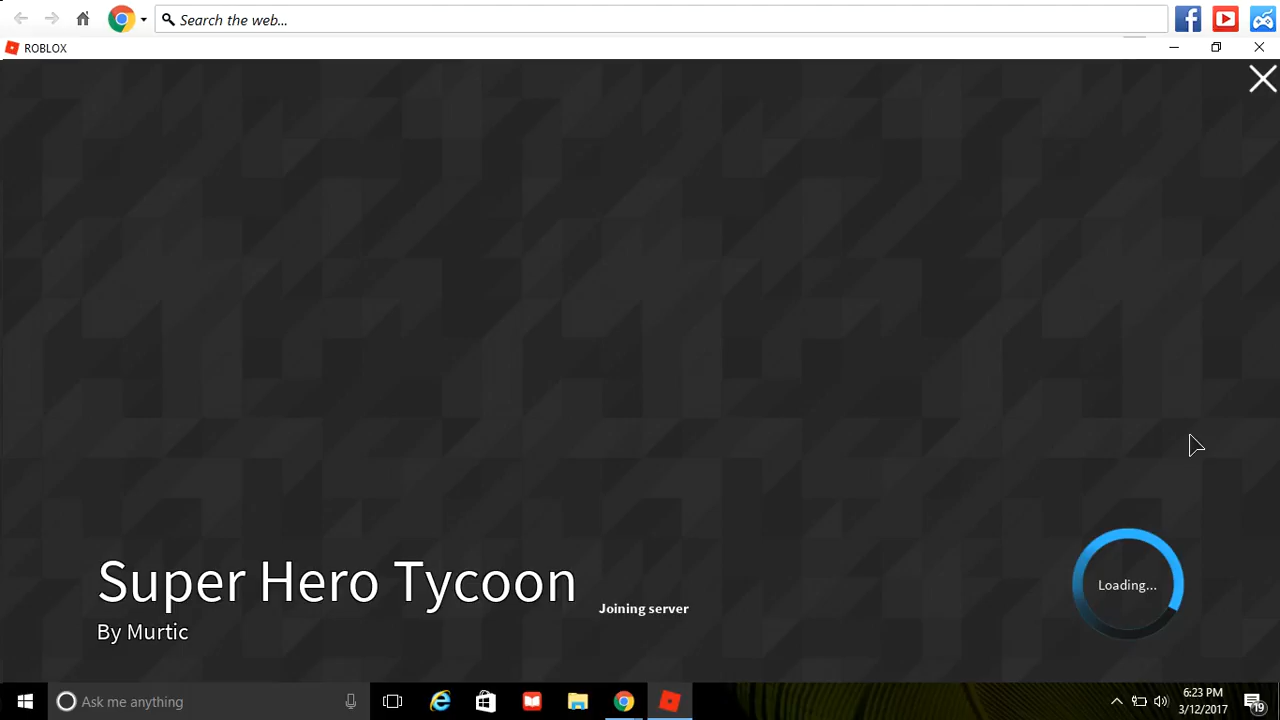 Search the web...
ROBLOX
Super Hero Tycoon
Joining server
By Murtic
Loading...
Ask me anything
6:23 PM
3/12/2017
19